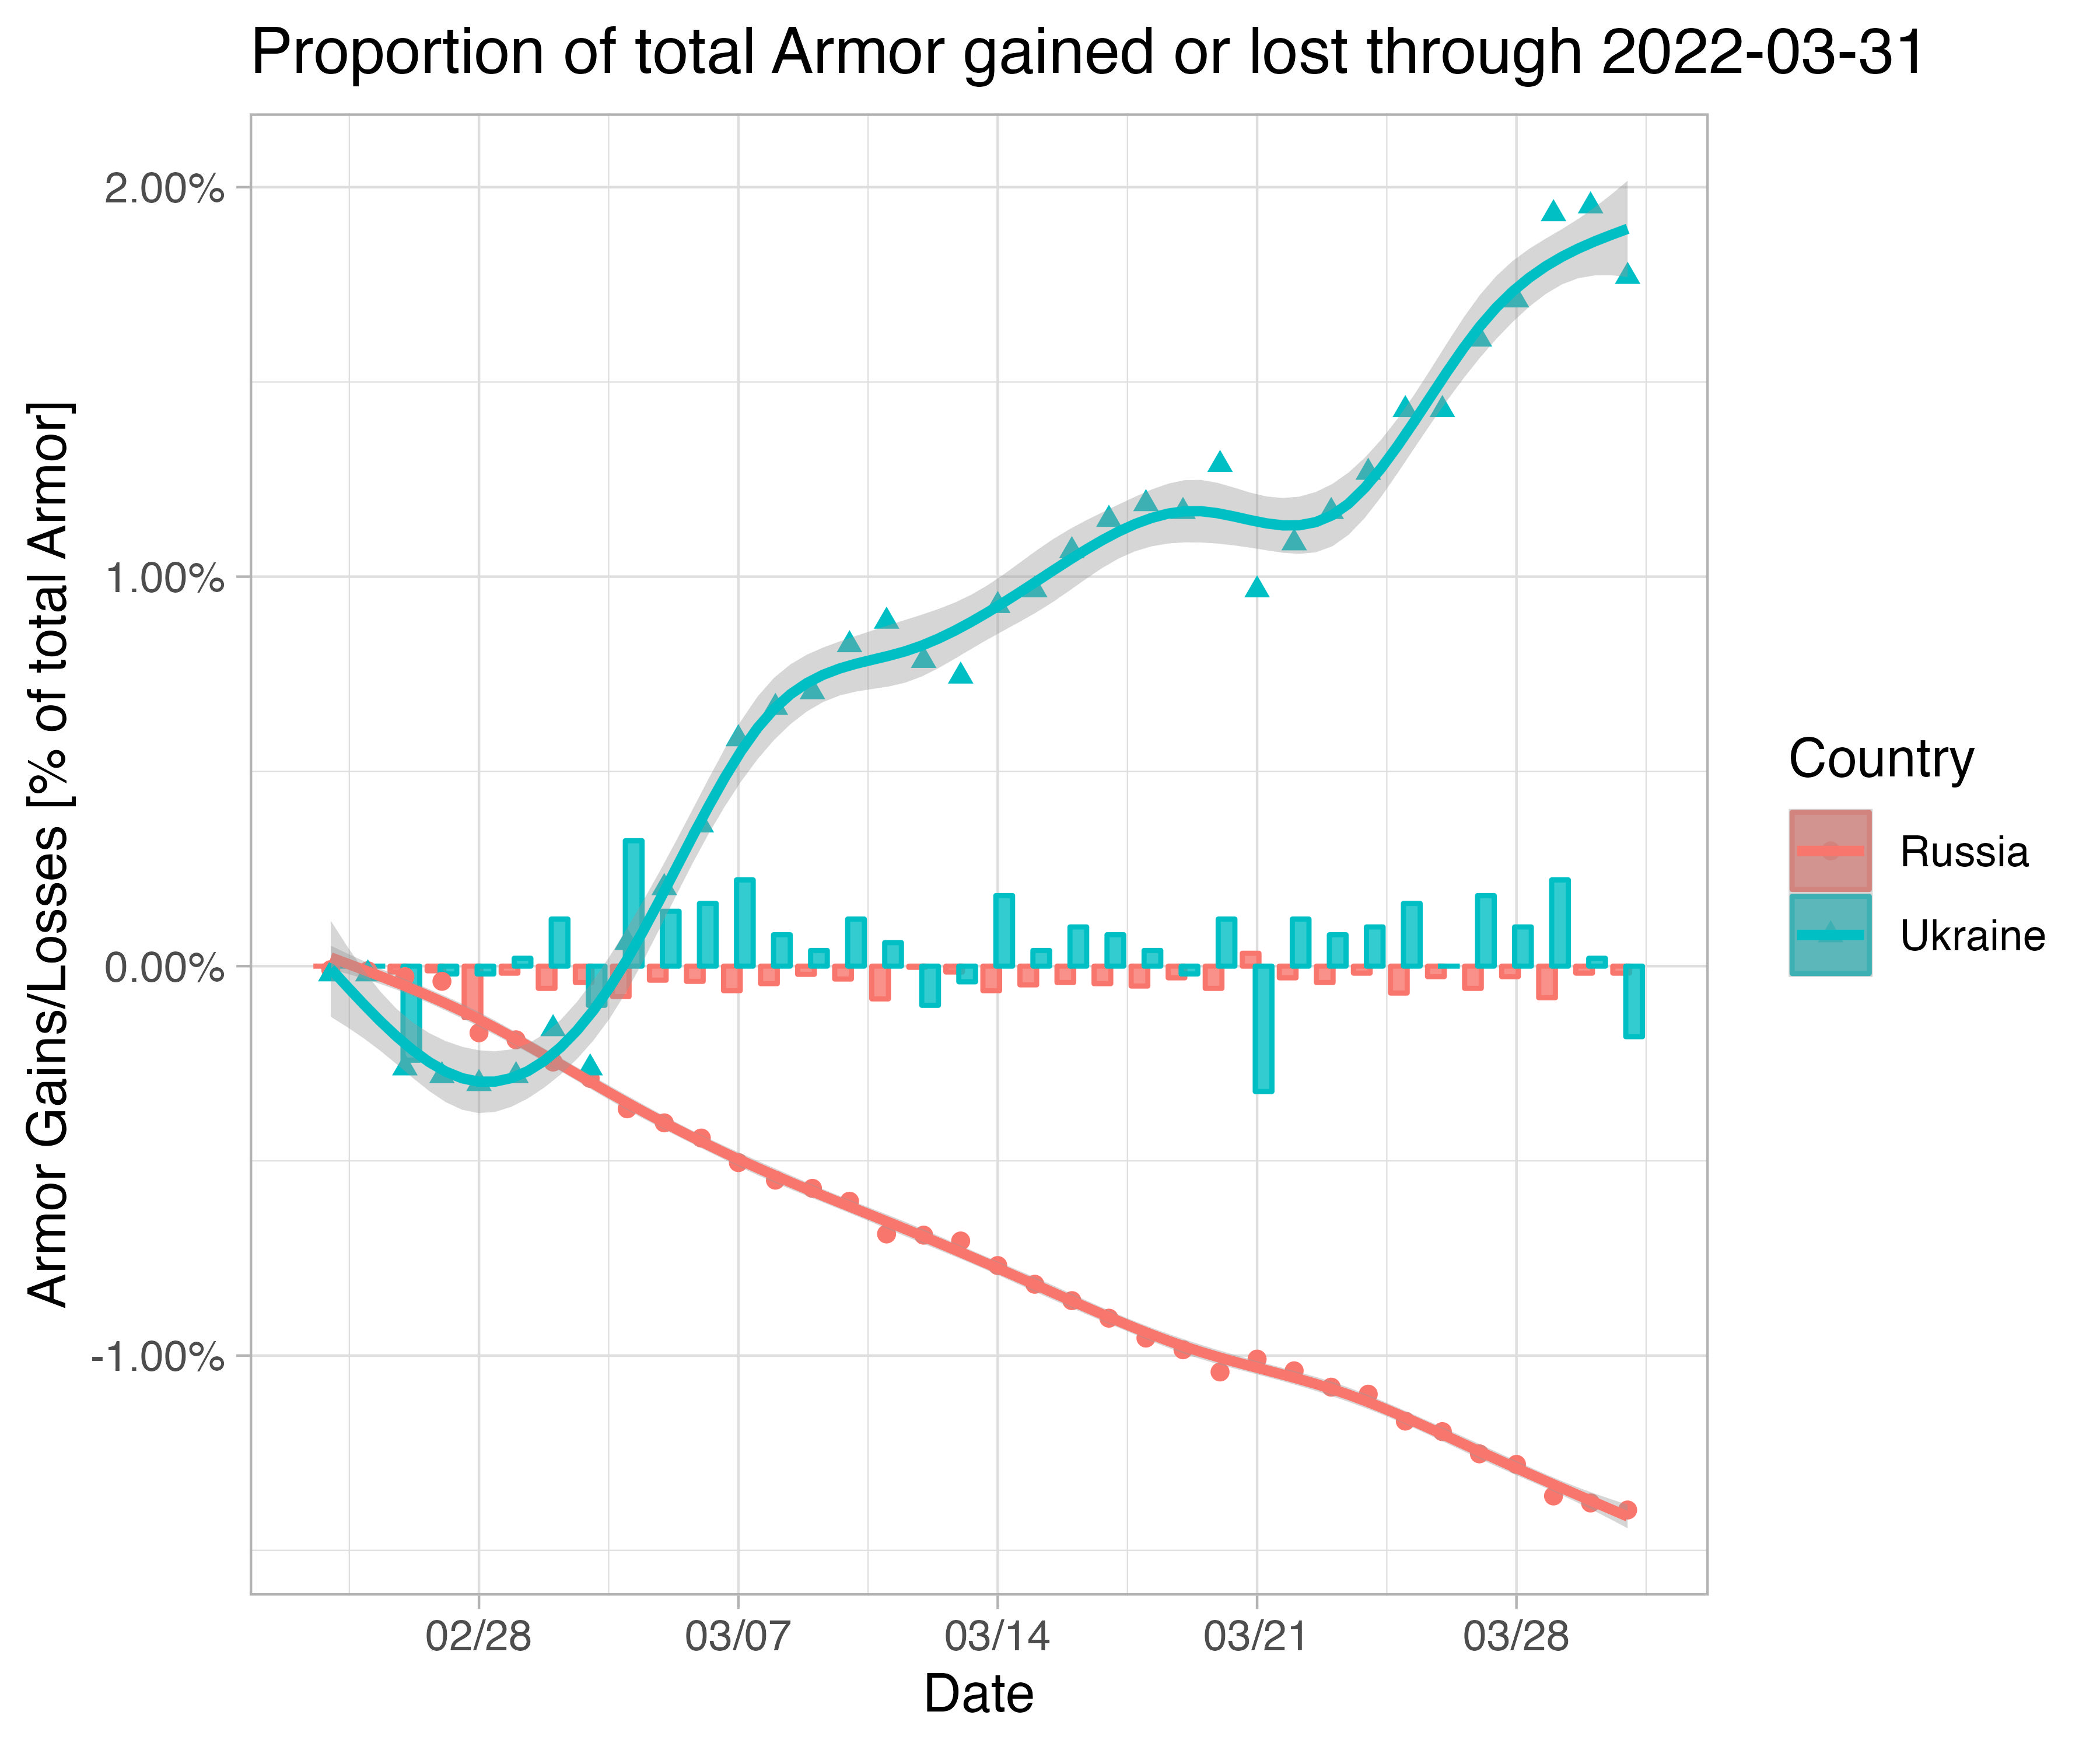 Proportion of total Armor gained or lost through 2022-03-31
Armor Gains/Losses [% of total Armor]
2.00%
1.00%
0.00%
-1.00%
02/28
03/07
03/14
03/21
03/28
Date
Country
Russia
Ukraine